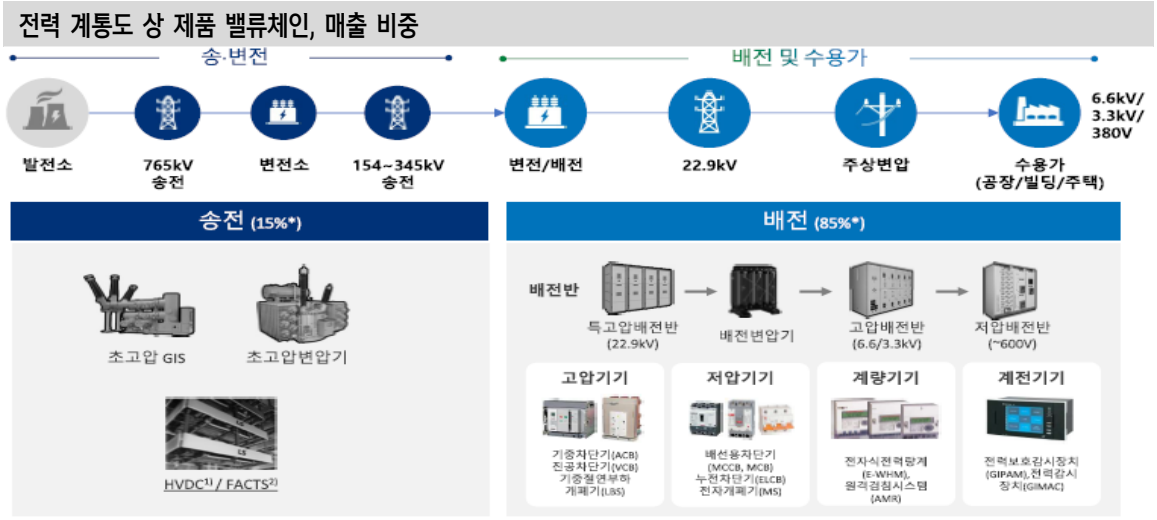 전력 계통도 상 제품 밸류체인, 매출 비중
송·변전
배전 및 수용가
발전소
765kV
송전
변전소
154~345kV
송전
변전/배전
22.9kV
주상변압
수용가
(공장/빌딩/주택)
6.6kV/
3.3kV/
380V
송전 (15%*)
초고압 GIS
초고압변압기
LS
HVDC¹⁾ / FACTS²⁾
배전 (85%*)
배전반
특고압배전반
(22.9kV)
배전변압기
고압배전반
(6.6/3.3kV)
저압배전반
(~600V)
고압기기
기중차단기(ACB)
진공차단기(VCB)
기중절연부하
개폐기(LBS)
저압기기
배선용차단기
(MCCB, MCB)
누전차단기(ELCB)
전자개폐기(MS)
계량기기
전자식전력량계
(E-WHM),
원격검침시스템
(AMR)
계전기기
전력보호감시장치
(GIPAM),전력감시
장치(GIMAC)